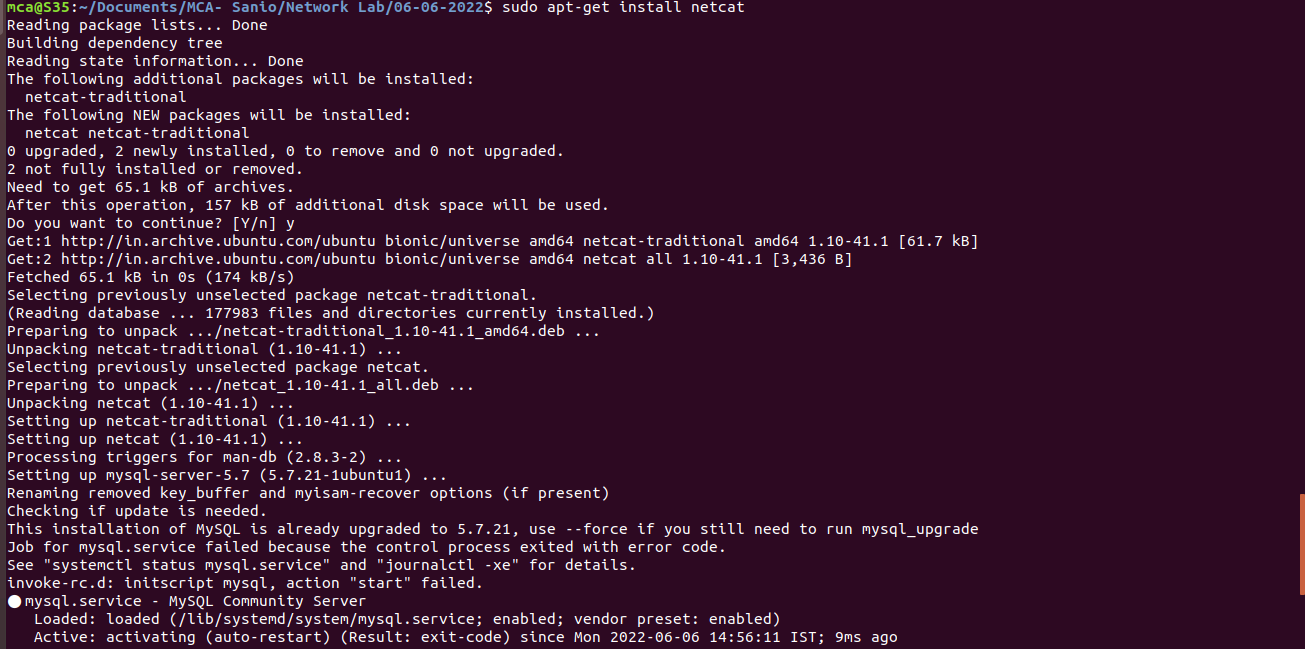 mca@S35:~/Documents/MCA- Sanio/Network Lab/06-06-2022$ sudo apt-get install netcat
Reading package lists... Done
Building dependency tree
Reading state information... Done
The following additional packages will be installed:
  netcat-traditional
The following NEW packages will be installed:
  netcat netcat-traditional
0 upgraded, 2 newly installed, 0 to remove and 0 not upgraded.
2 not fully installed or removed.
Need to get 65.1 kB of archives.
After this operation, 157 kB of additional disk space will be used.
Do you want to continue? [Y/n] y
Get:1 http://in.archive.ubuntu.com/ubuntu bionic/universe amd64 netcat-traditional amd64 1.10-41.1 [61.7 kB]
Get:2 http://in.archive.ubuntu.com/ubuntu bionic/universe amd64 netcat all 1.10-41.1 [3,436 B]
Fetched 65.1 kB in 0s (174 kB/s)
Selecting previously unselected package netcat-traditional.
(Reading database ... 177983 files and directories currently installed.)
Preparing to unpack .../netcat-traditional_1.10-41.1_amd64.deb ...
Unpacking netcat-traditional (1.10-41.1) ...
Selecting previously unselected package netcat.
Preparing to unpack .../netcat_1.10-41.1_all.deb ...
Unpacking netcat (1.10-41.1) ...
Setting up netcat-traditional (1.10-41.1) ...
Setting up netcat (1.10-41.1) ...
Processing triggers for man-db (2.8.3-2) ...
Setting up mysql-server-5.7 (5.7.21-1ubuntu1) ...
Renaming removed key_buffer and myisam-recover options (if present)
Checking if update is needed.
This installation of MySQL is already upgraded to 5.7.21, use --force if you still need to run mysql_upgrade
Job for mysql.service failed because the control process exited with error code.
See "systemctl status mysql.service" and "journalctl -xe" for details.
invoke-rc.d: initscript mysql, action "start" failed.
● mysql.service - MySQL Community Server
   Loaded: loaded (/lib/systemd/system/mysql.service; enabled; vendor preset: enabled)
   Active: activating (auto-restart) (Result: exit-code) since Mon 2022-06-06 14:56:11 IST; 9ms ago